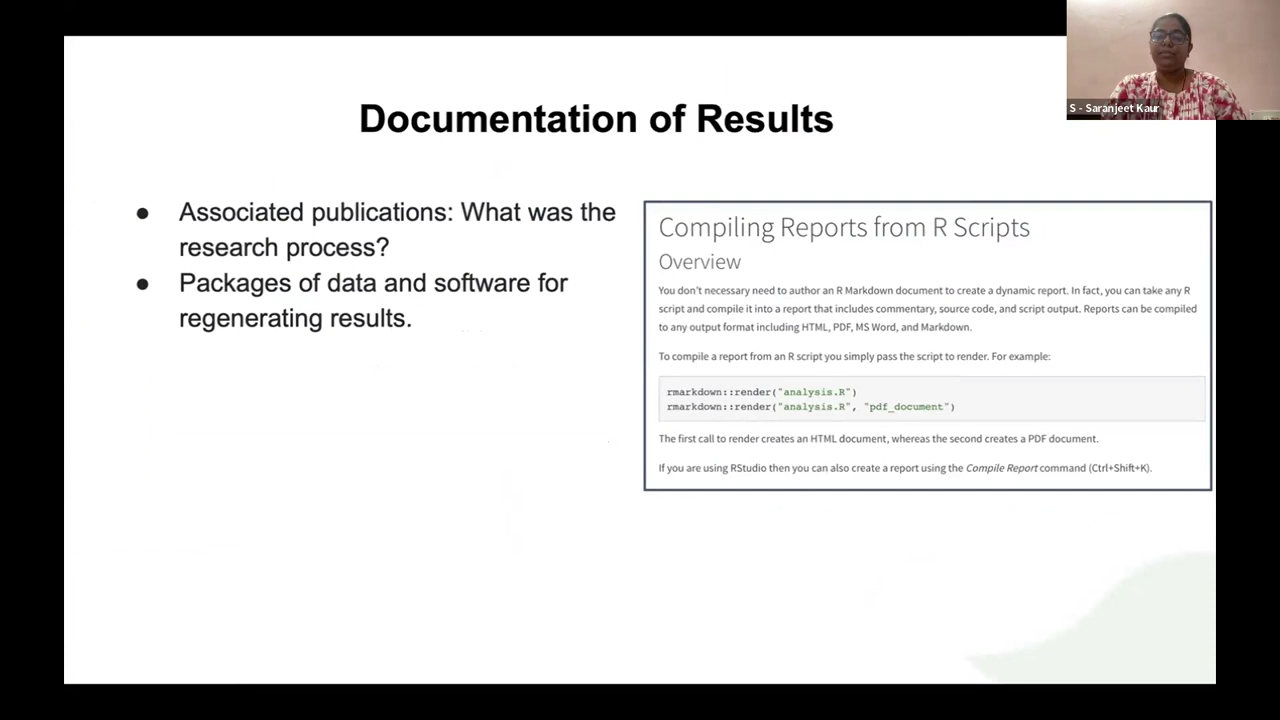 S - Saranjeet Kaur
Documentation of Results
● Associated publications: What was the
research process?
● Packages of data and software for
regenerating results.
Compiling Reports from R Scripts
Overview
You don't necessarily need to author an R Markdown document to create a dynamic report. In fact, you can take any R
script and compile it into a report that includes commentary, source code, and script output. Reports can be compiled
to any output format including HTML, PDF, MS Word, and Markdown.
To compile a report from an R script you simply pass the script to render. For example:
rmarkdown::render("analysis.R")
rmarkdown::render("analysis.R", "pdf_document")
The first call to render creates an HTML document, whereas the second creates a PDF document.
If you are using RStudio then you can also create a report using the Compile Report command (Ctrl+Shift+K).